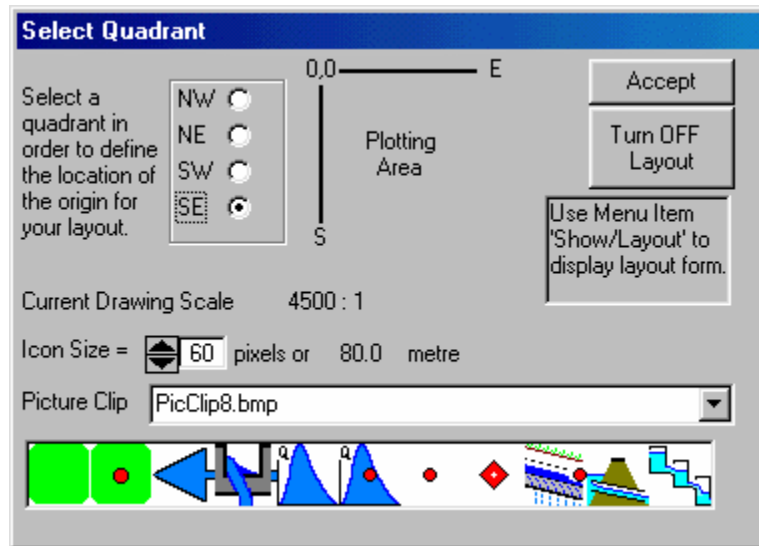 Select Quadrant
Select a
quadrant in
order to define
the location of
the origin for
your layout.
NW
NE
SW
SE
0,0
E
S
Plotting
Area
Accept
Turn OFF
Layout
Use Menu Item
'Show/Layout' to
display layout form.
Current Drawing Scale 4500 : 1
Icon Size = 60 pixels or 80.0 metre
Picture Clip PicClip8.bmp
Q Q